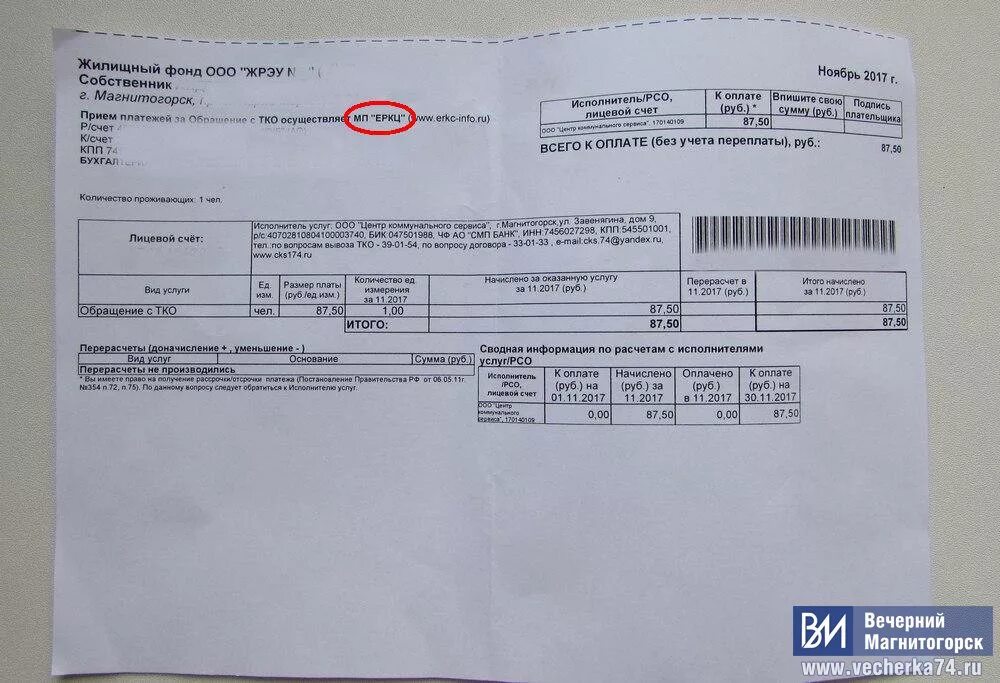 Жилищный фонд ООО "ЖРЭУ
Собственник
г. Магнитогорск,
Прием платежей за Обращение с ТКО осуществляет МП "ЕРКЦ" (www.erkc-info.ru)
Р/счет
К/счет
КПП 74
Количество проживающих: 1 чел.
Ноябрь 2017 г.
Исполнитель/РСО, лицевой счет
К оплате (руб.) *
Впишите свою сумму (руб.)
Подпись плательщика
ООО "Центр коммунального сервиса", 170140109
87,50
ВСЕГО К ОПЛАТЕ (без учета переплаты), руб.:
87,50
Лицевой счёт:
Исполнитель услуг: ООО "Центр коммунального сервиса", г.Магнитогорск,ул. Завенягина, дом 9,
р/с:40702810804100003740, БИК 047501988, ЧФ АО "СМП БАНК", ИНН:7456027298, КПП:545501001,
тел.:по вопросам вывоза ТКО - 39-01-54, по вопросу договора - 33-01-33 , e-mail:cks.74@yandex.ru,
www.cks174.ru
Вид услуги
Ед. изм.
Размер платы (руб./ед.изм.)
Количество ед. измерения за 11.2017
Начислено за оказанную услугу за 11.2017 (руб.)
Перерасчет в 11.2017 (руб.)
Итого начислено за 11.2017 (руб.)
Обращение с ТКО
чел.
87,50
1,00
87,50
87,50
ИТОГО:
87,50
87,50
Перерасчеты (доначисление + , уменьшение - )
Вид услуг
Основание
Сумма (руб.)
Перерасчеты не производились
* Вы имеете право на получение рассрочки/отсрочки платежа (Постановление Правительства РФ от 06.05.11г.
№354 п.72, п.75). По данному вопросу следует обратиться к Исполнителю услуг.
Сводная информация по расчетам с исполнителями
услуг/РСО
Исполнитель /РСО, лицевой счет
К оплате (руб.) на 01.11.2017
Начислено (руб.) за 11.2017
Оплачено (руб.) в 11.2017
К оплате (руб.) на 30.11.2017
ООО "Центр коммунального сервиса", 170140109
0,00
87,50
0,00
87,50
ВМ
Вечерний
Магнитогорск
www.vecherka74.ru